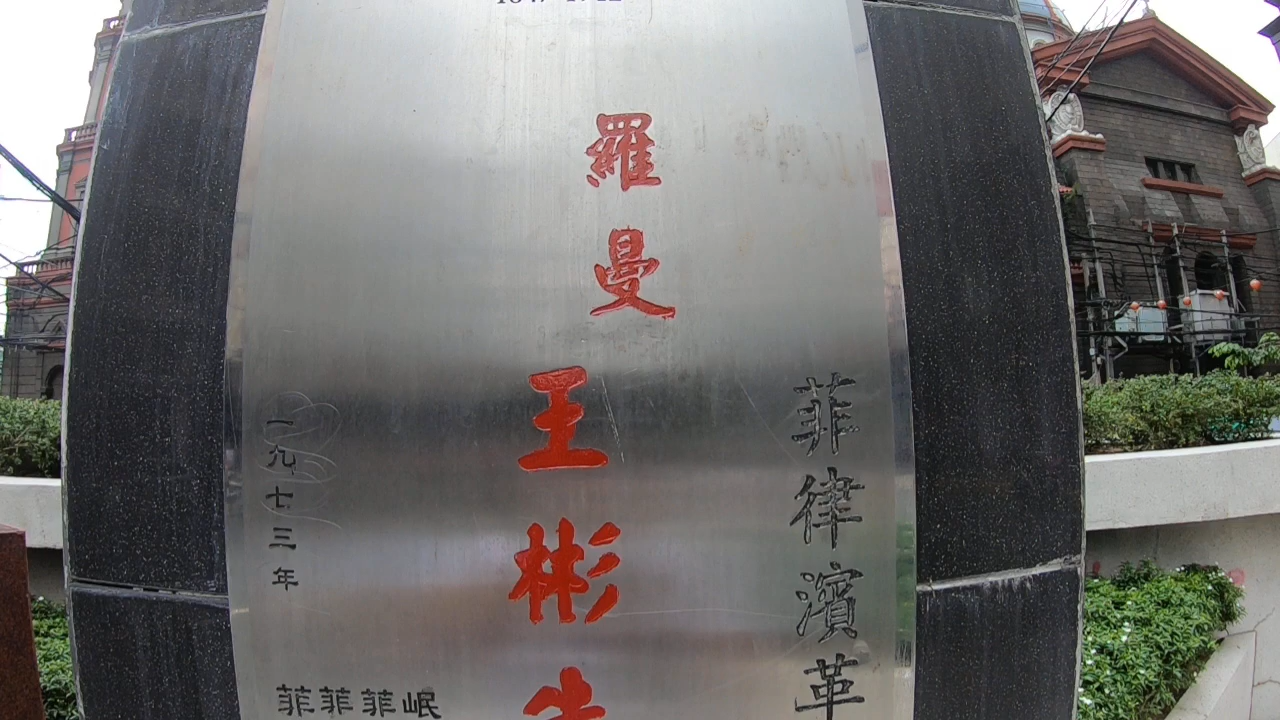 菲律濱革
羅曼
王彬
一九七三年
菲菲菲岷